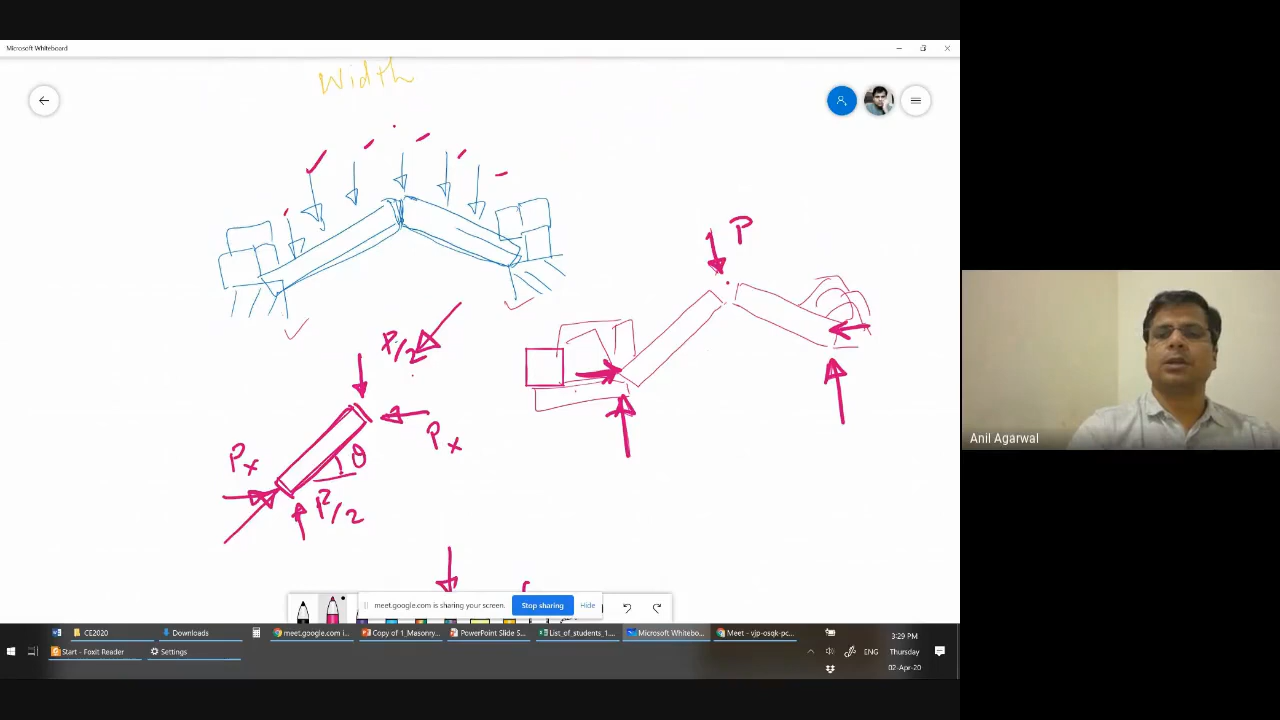 Microsoft Whiteboard
Width
P
P/2
Px
θ
Px
P/2
Anil Agarwal
meet.google.com is sharing your screen.
Stop sharing
Hide
CE2020
Downloads
meet.google.com i...
Copy of 1_Masonry...
PowerPoint Slide S...
List_of_students_1....
Microsoft Whitebo...
Meet - vjp-osqk-pc...
3:29 PM
Start - Foxit Reader
Settings
ENG
Thursday
02-Apr-20